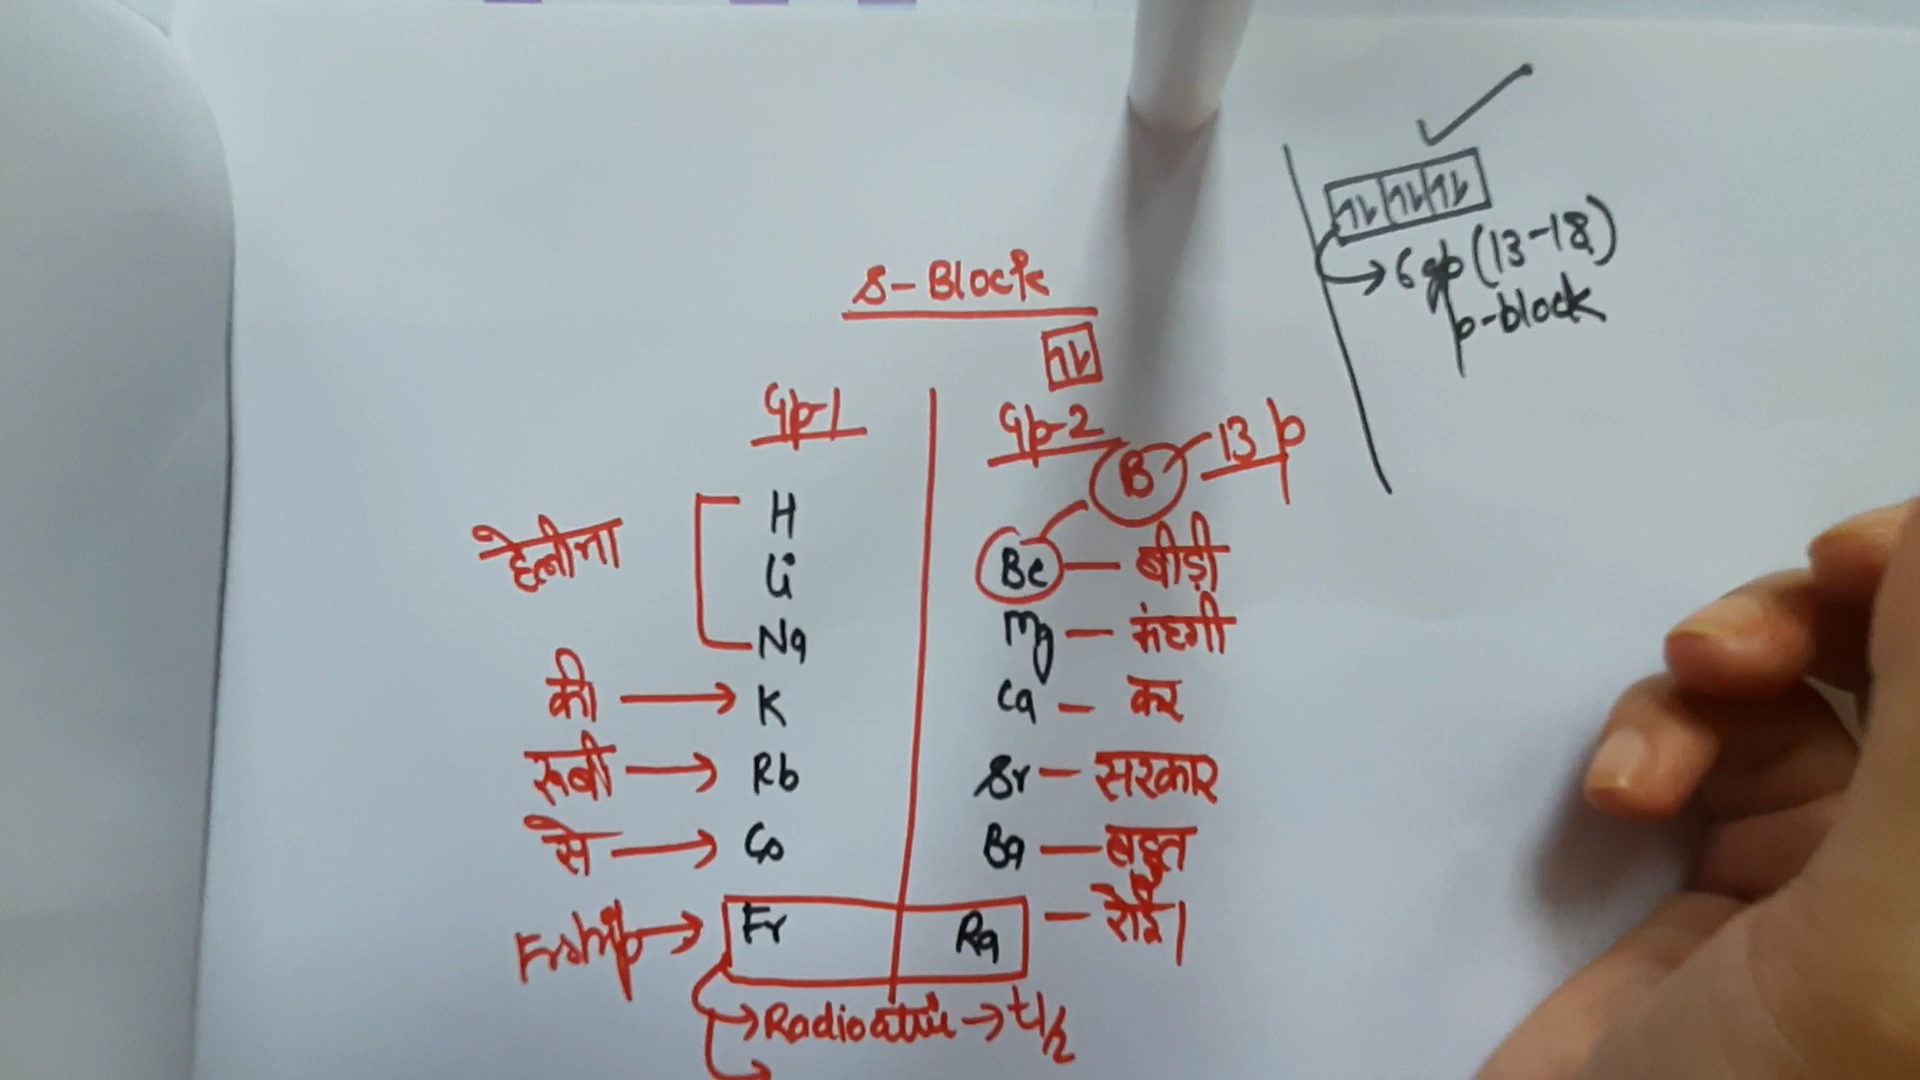 6 gp (13-18)
p-block
s-Block
Gp-1
Gp-2
B 13 p
हेलीना H Li Na
की → K
रूबी → Rb
से → Cs
→ Fr
Be — बीड़ी
Mg — मंहगी
Ca — कर
Sr — सरकार
Ba — बहुत
Ra — रोई।
→ Radioactive → t1/2